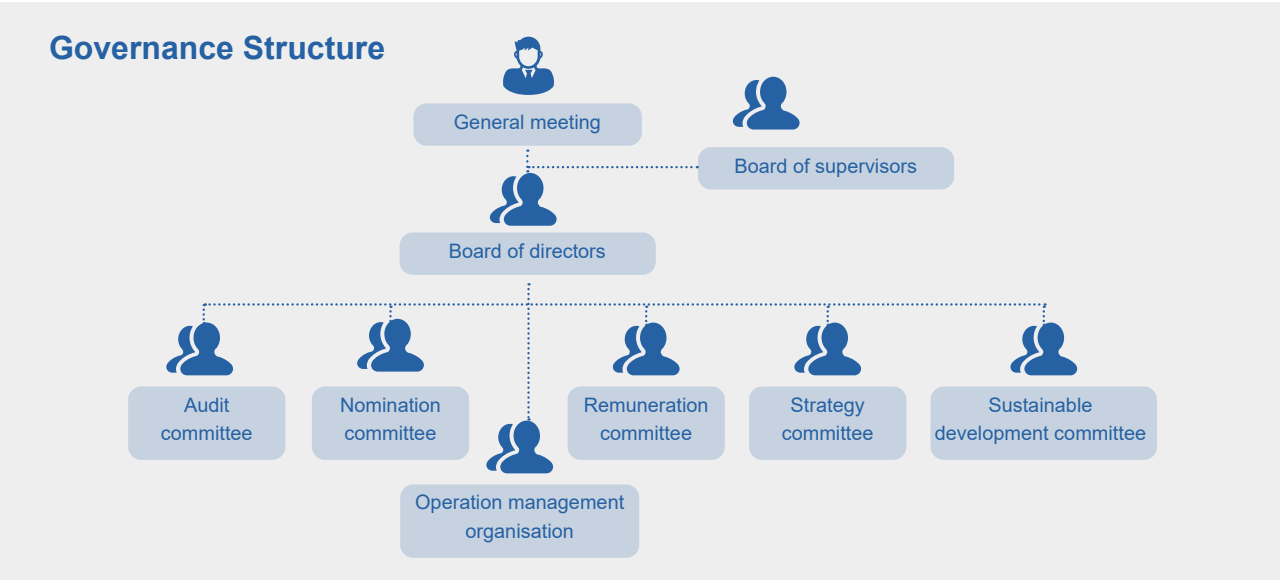 Governance Structure
General meeting
Board of supervisors
Board of directors
Audit
committee
Nomination
committee
Remuneration
committee
Strategy
committee
Sustainable
development committee
Operation management
organisation